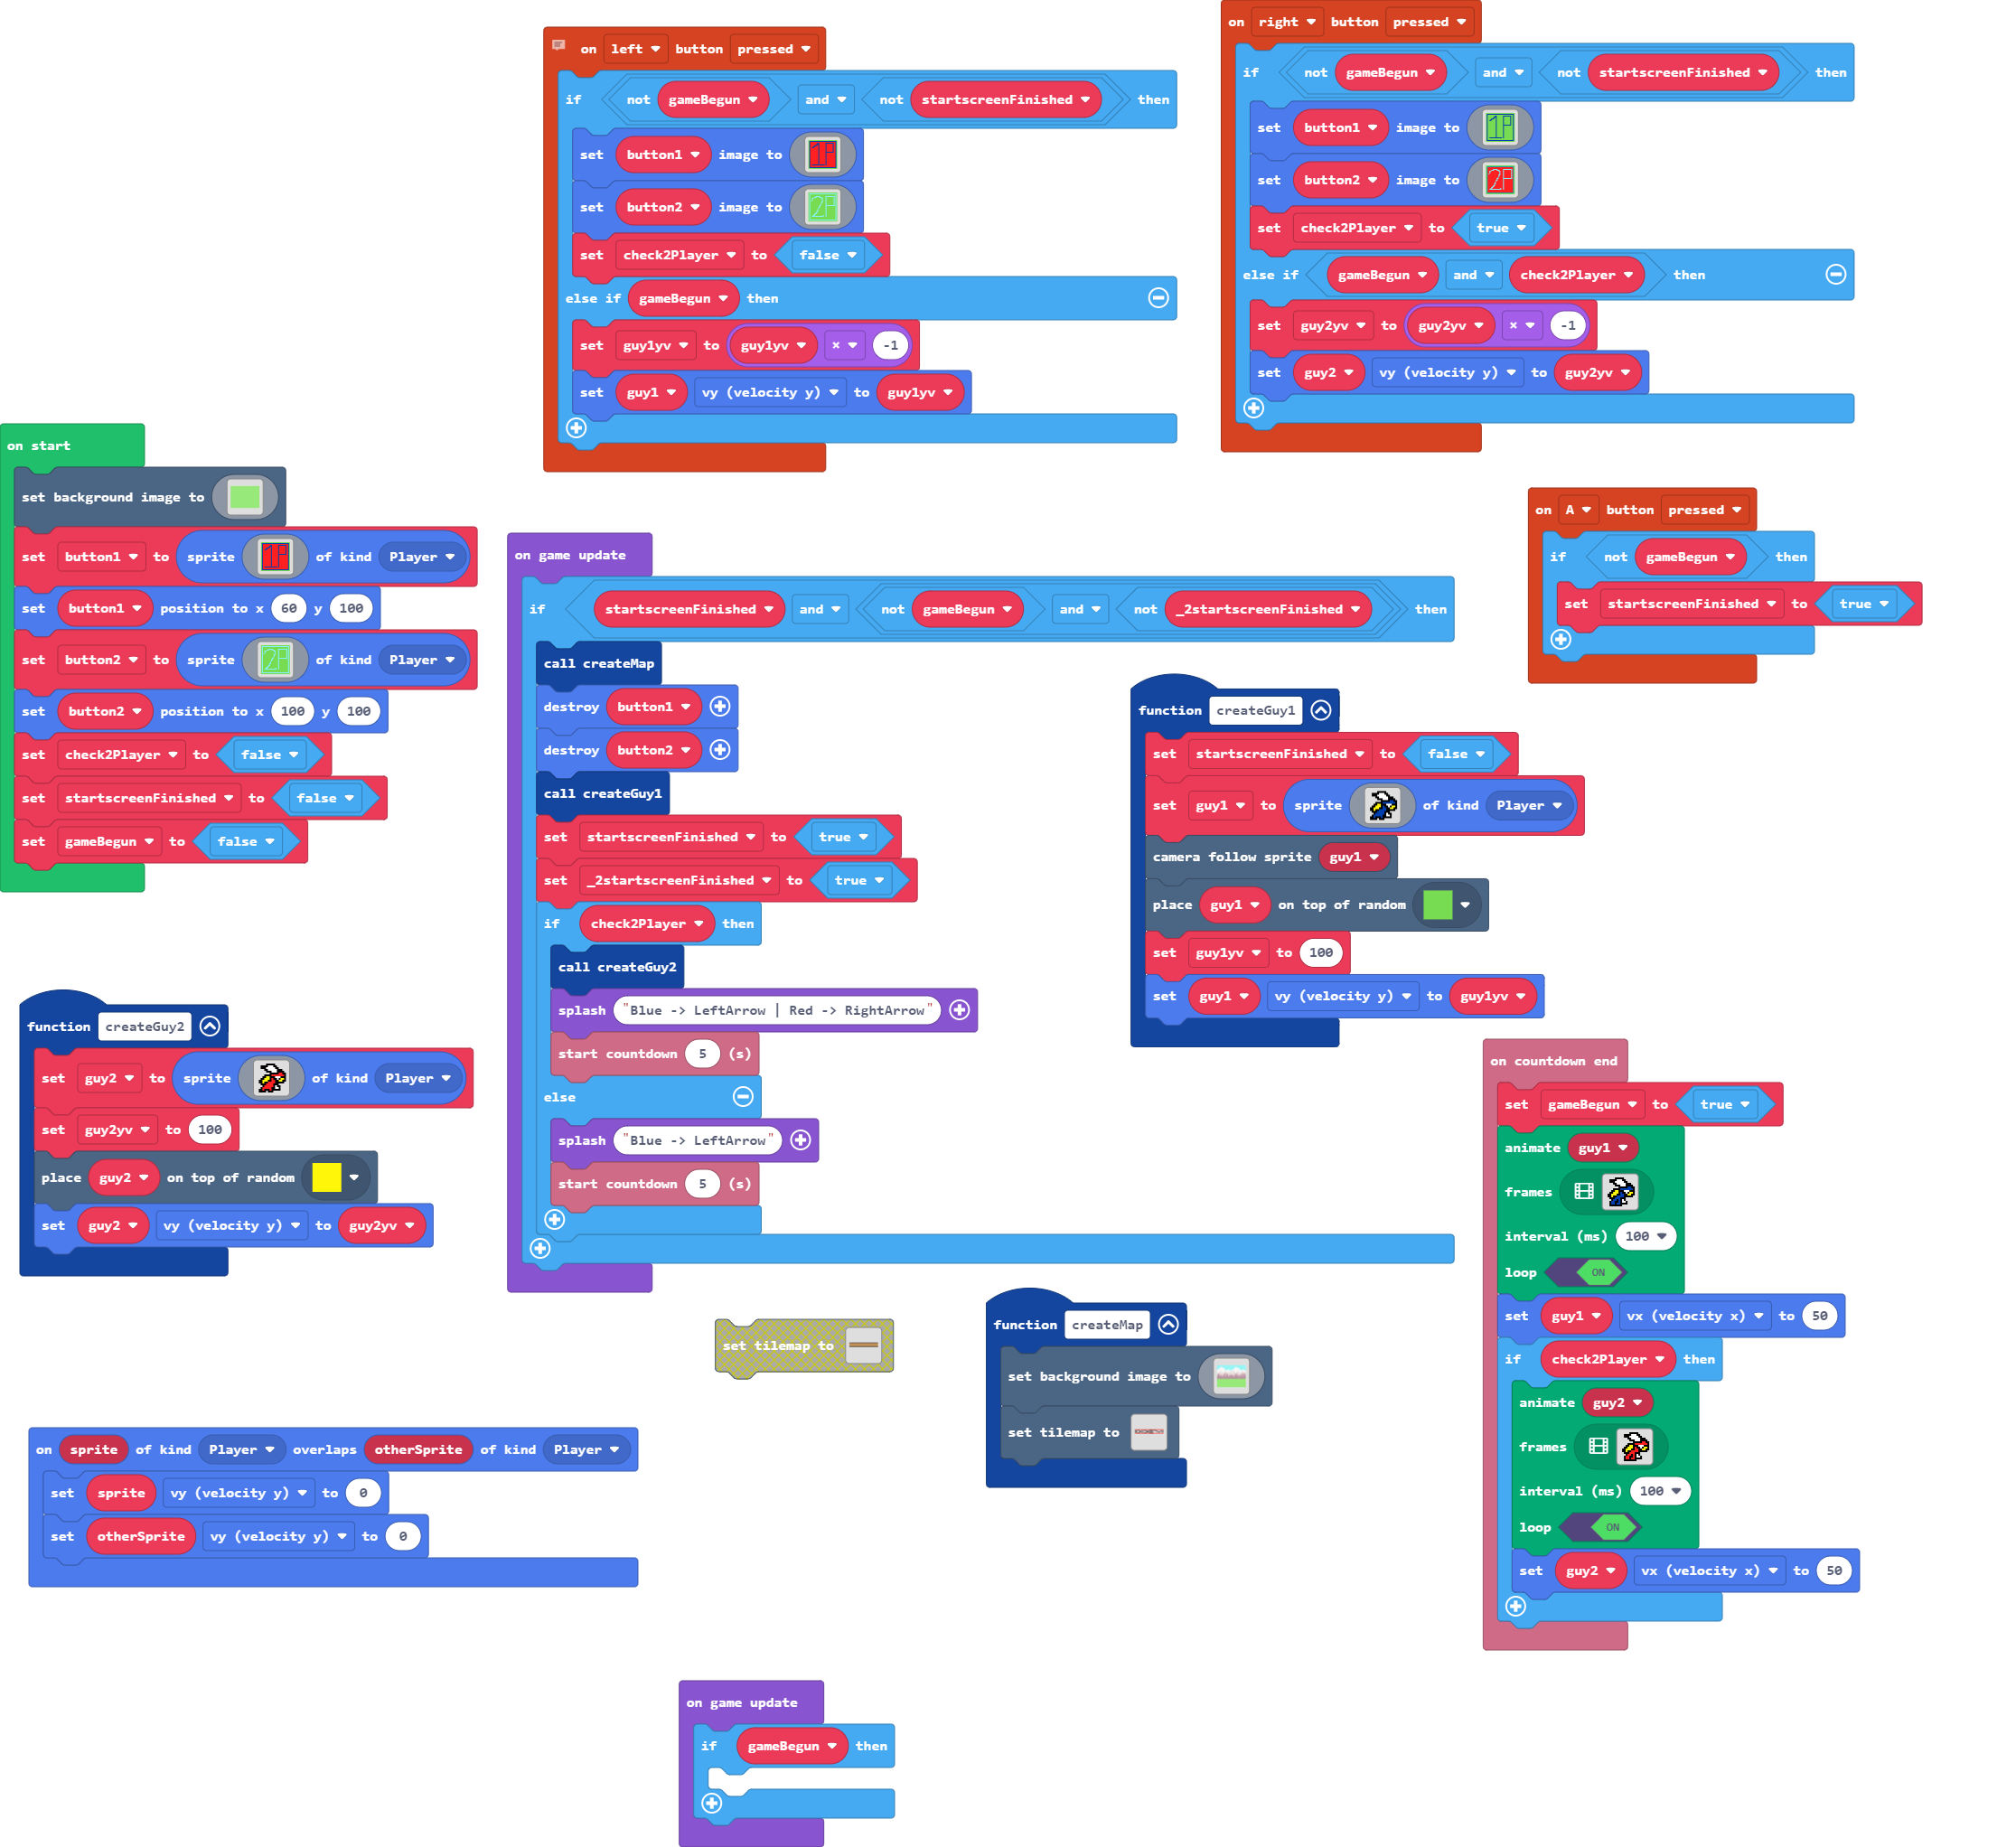 on left button pressed
if not gameBegun and not startscreenFinished then
set button1 image to 1P
set button2 image to 2P
set check2Player to false
else if gameBegun then
set guy1yv to guy1yv × -1
set guy1 vy (velocity y) to guy1yv
on right button pressed
if not gameBegun and not startscreenFinished then
set button1 image to 1P
set button2 image to 2P
set check2Player to true
else if gameBegun and check2Player then
set guy2yv to guy2yv × -1
set guy2 vy (velocity y) to guy2yv
on start
set background image to
set button1 to sprite 1P of kind Player
set button1 position to x 60 y 100
set button2 to sprite 2P of kind Player
set button2 position to x 100 y 100
set check2Player to false
set startscreenFinished to false
set gameBegun to false
on A button pressed
if not gameBegun then
set startscreenFinished to true
on game update
if startscreenFinished and not gameBegun and not _2startscreenFinished then
call createMap
destroy button1
destroy button2
call createGuy1
set startscreenFinished to true
set _2startscreenFinished to true
if check2Player then
call createGuy2
splash "Blue -> LeftArrow | Red -> RightArrow"
start countdown 5 (s)
else
splash "Blue -> LeftArrow"
start countdown 5 (s)
function createGuy1
set startscreenFinished to false
set guy1 to sprite of kind Player
camera follow sprite guy1
place guy1 on top of random
set guy1yv to 100
set guy1 vy (velocity y) to guy1yv
function createGuy2
set guy2 to sprite of kind Player
set guy2yv to 100
place guy2 on top of random
set guy2 vy (velocity y) to guy2yv
on countdown end
set gameBegun to true
animate guy1
frames
interval (ms) 100
loop ON
set guy1 vx (velocity x) to 50
if check2Player then
animate guy2
frames
interval (ms) 100
loop ON
set guy2 vx (velocity x) to 50
set tilemap to
function createMap
set background image to
set tilemap to
on sprite of kind Player overlaps otherSprite of kind Player
set sprite vy (velocity y) to 0
set otherSprite vy (velocity y) to 0
on game update
if gameBegun then